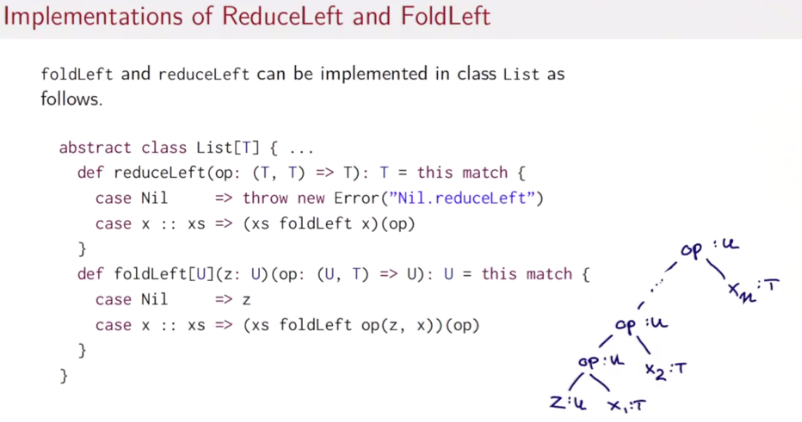 Implementations of ReduceLeft and FoldLeft
foldLeft and reduceLeft can be implemented in class List as
follows.
abstract class List[T] { ...
def reduceLeft(op: (T, T) => T): T = this match {
case Nil => throw new Error("Nil.reduceLeft")
case x :: xs => (xs foldLeft x)(op)
}
def foldLeft[U](z: U)(op: (U, T) => U): U = this match {
case Nil => z
case x :: xs => (xs foldLeft op(z, x))(op)
}
}
op :U
xn :T
op :U
op :U
x2 :T
z:U x1:T